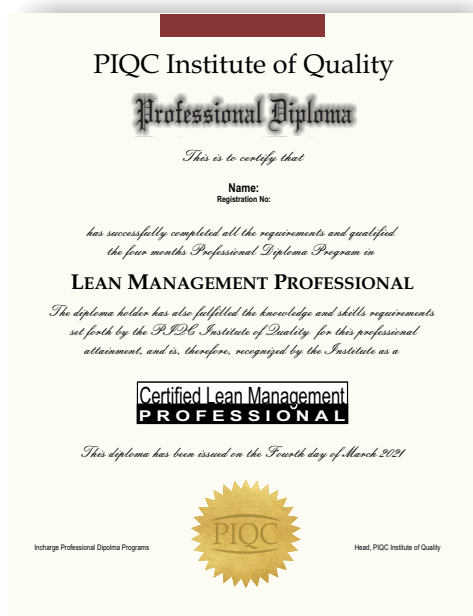 PIQC Institute of Quality
Professional Diploma
This is to certify that
Name:
Registration No:
has successfully completed all the requirements and qualified
the four months Professional Diploma Program in
LEAN MANAGEMENT PROFESSIONAL
The diploma holder has also fulfilled the knowledge and skills requirements
set forth by the PIQC Institute of Quality for this professional
attainment, and is, therefore, recognized by the Institute as a
Certified Lean Management
PROFESSIONAL
This diploma has been issued on the Fourth day of March 2021
PIQC
Incharge Professional Dipolma Programs
Head, PIQC Institute of Quality